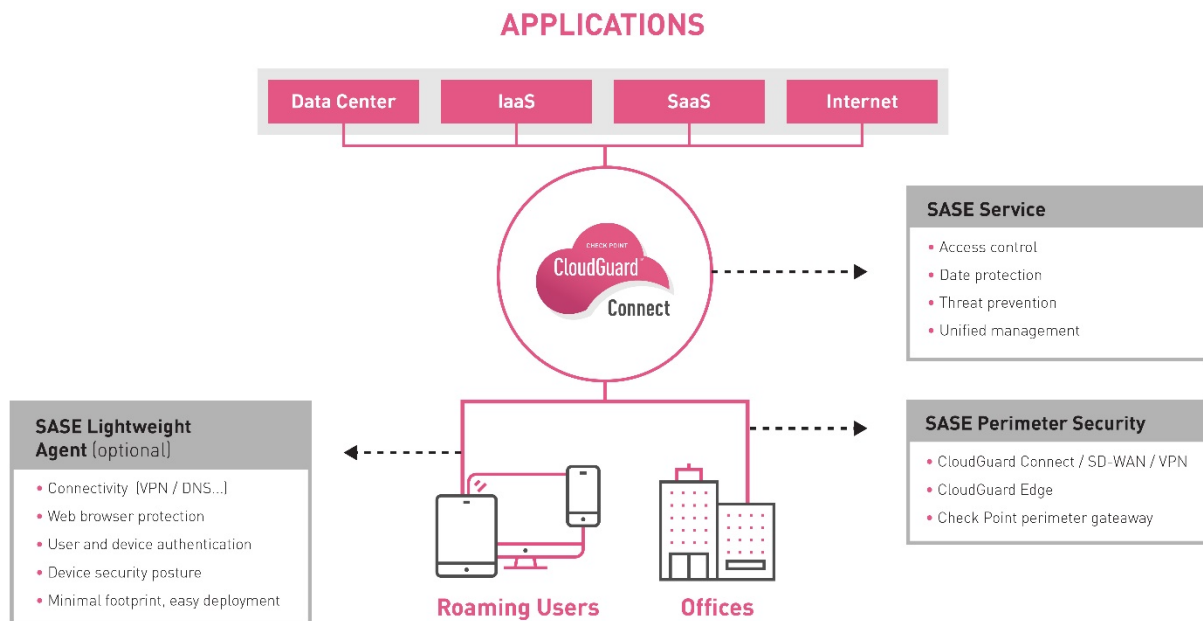 APPLICATIONS
Data Center
IaaS
SaaS
Internet
CHECK POINT
CloudGuard™
Connect
SASE Service
• Access control
• Date protection
• Threat prevention
• Unified management
SASE Lightweight
Agent (optional)
• Connectivity (VPN / DNS...)
• Web browser protection
• User and device authentication
• Device security posture
• Minimal footprint, easy deployment
SASE Perimeter Security
• CloudGuard Connect / SD-WAN / VPN
• CloudGuard Edge
• Check Point perimeter gateaway
Roaming Users
Offices